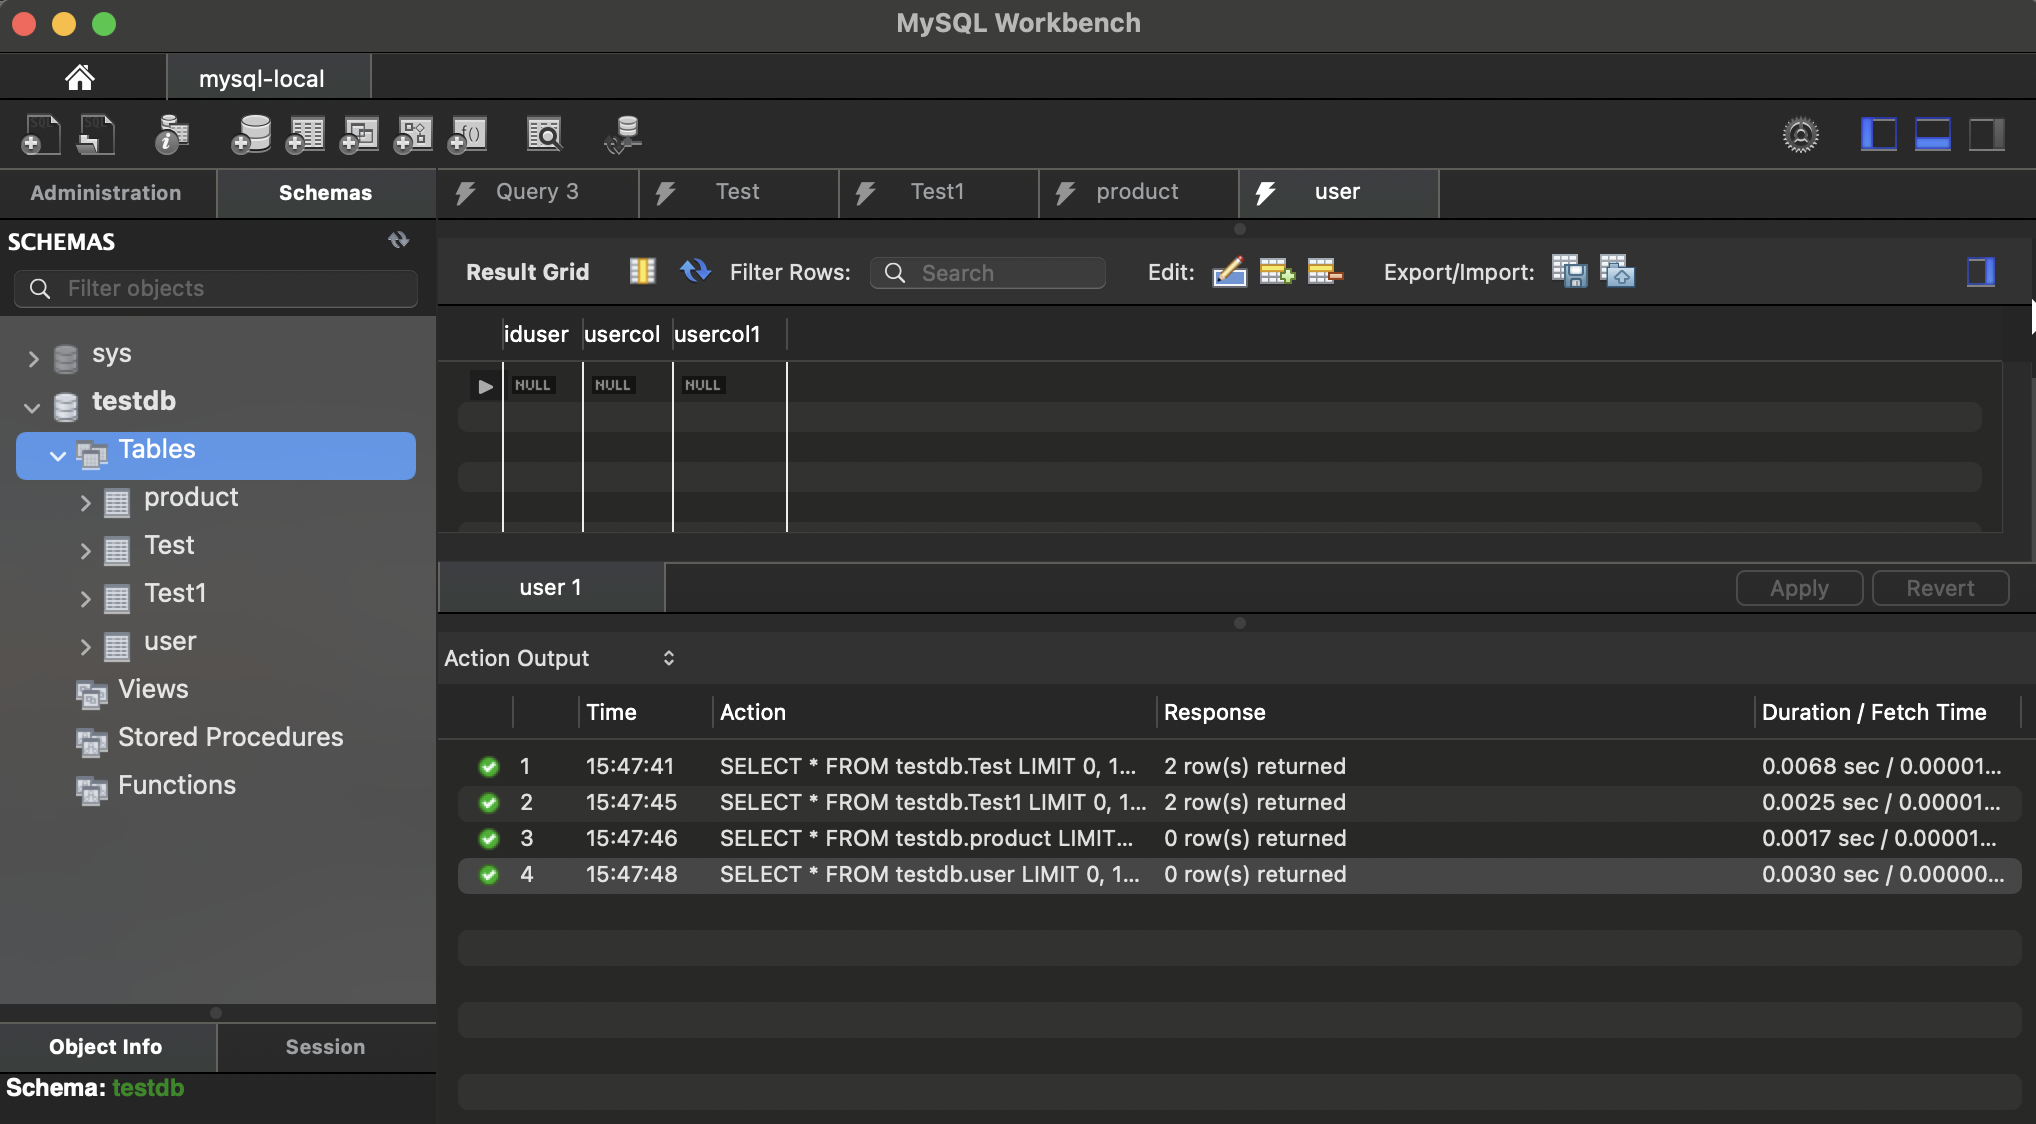 MySQL Workbench
mysql-local
Administration
Schemas
Query 3
Test
Test1
product
user
SCHEMAS
Filter objects
sys
testdb
Tables
product
Test
Test1
user
Views
Stored Procedures
Functions
Object Info
Session
Schema: testdb
Result Grid
Filter Rows:
Search
Edit:
Export/Import:
iduser usercol usercol1
NULL NULL NULL
user 1
Apply
Revert
Action Output
Time Action Response Duration / Fetch Time
1 15:47:41 SELECT * FROM testdb.Test LIMIT 0, 1... 2 row(s) returned 0.0068 sec / 0.00001...
2 15:47:45 SELECT * FROM testdb.Test1 LIMIT 0, 1... 2 row(s) returned 0.0025 sec / 0.00001...
3 15:47:46 SELECT * FROM testdb.product LIMIT... 0 row(s) returned 0.0017 sec / 0.00001...
4 15:47:48 SELECT * FROM testdb.user LIMIT 0, 1... 0 row(s) returned 0.0030 sec / 0.00000...